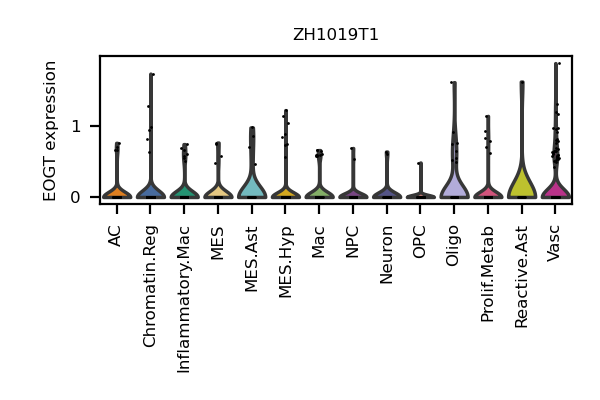 ZH1019T1
EOGT expression
1
0
AC
Chromatin.Reg
Inflammatory.Mac
MES
MES.Ast
MES.Hyp
Mac
NPC
Neuron
OPC
Oligo
Prolif.Metab
Reactive.Ast
Vasc